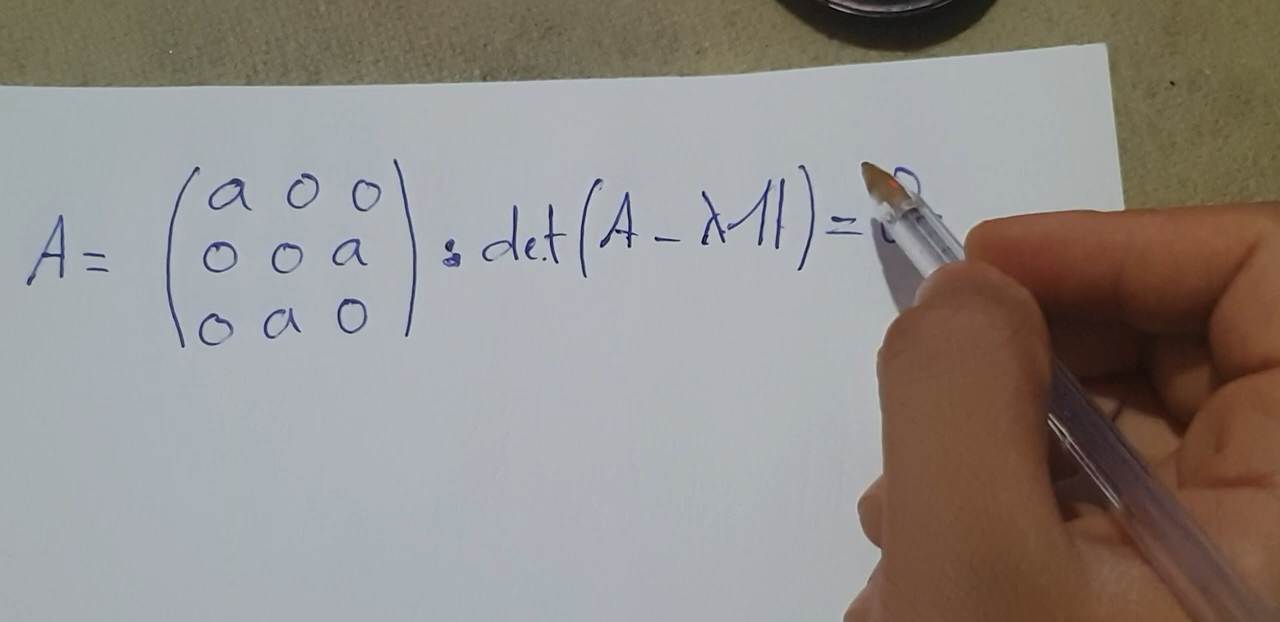 A = ( a 0 0
0 0 a
0 a 0 ) : det(A - λ𝟙) =